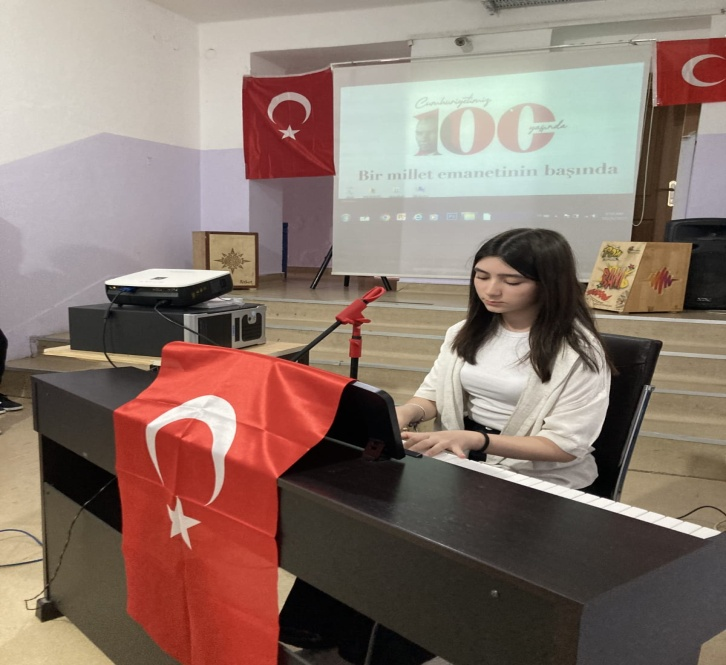 Cumhuriyetimiz
100
yaşında
Bir millet emanetinin başında